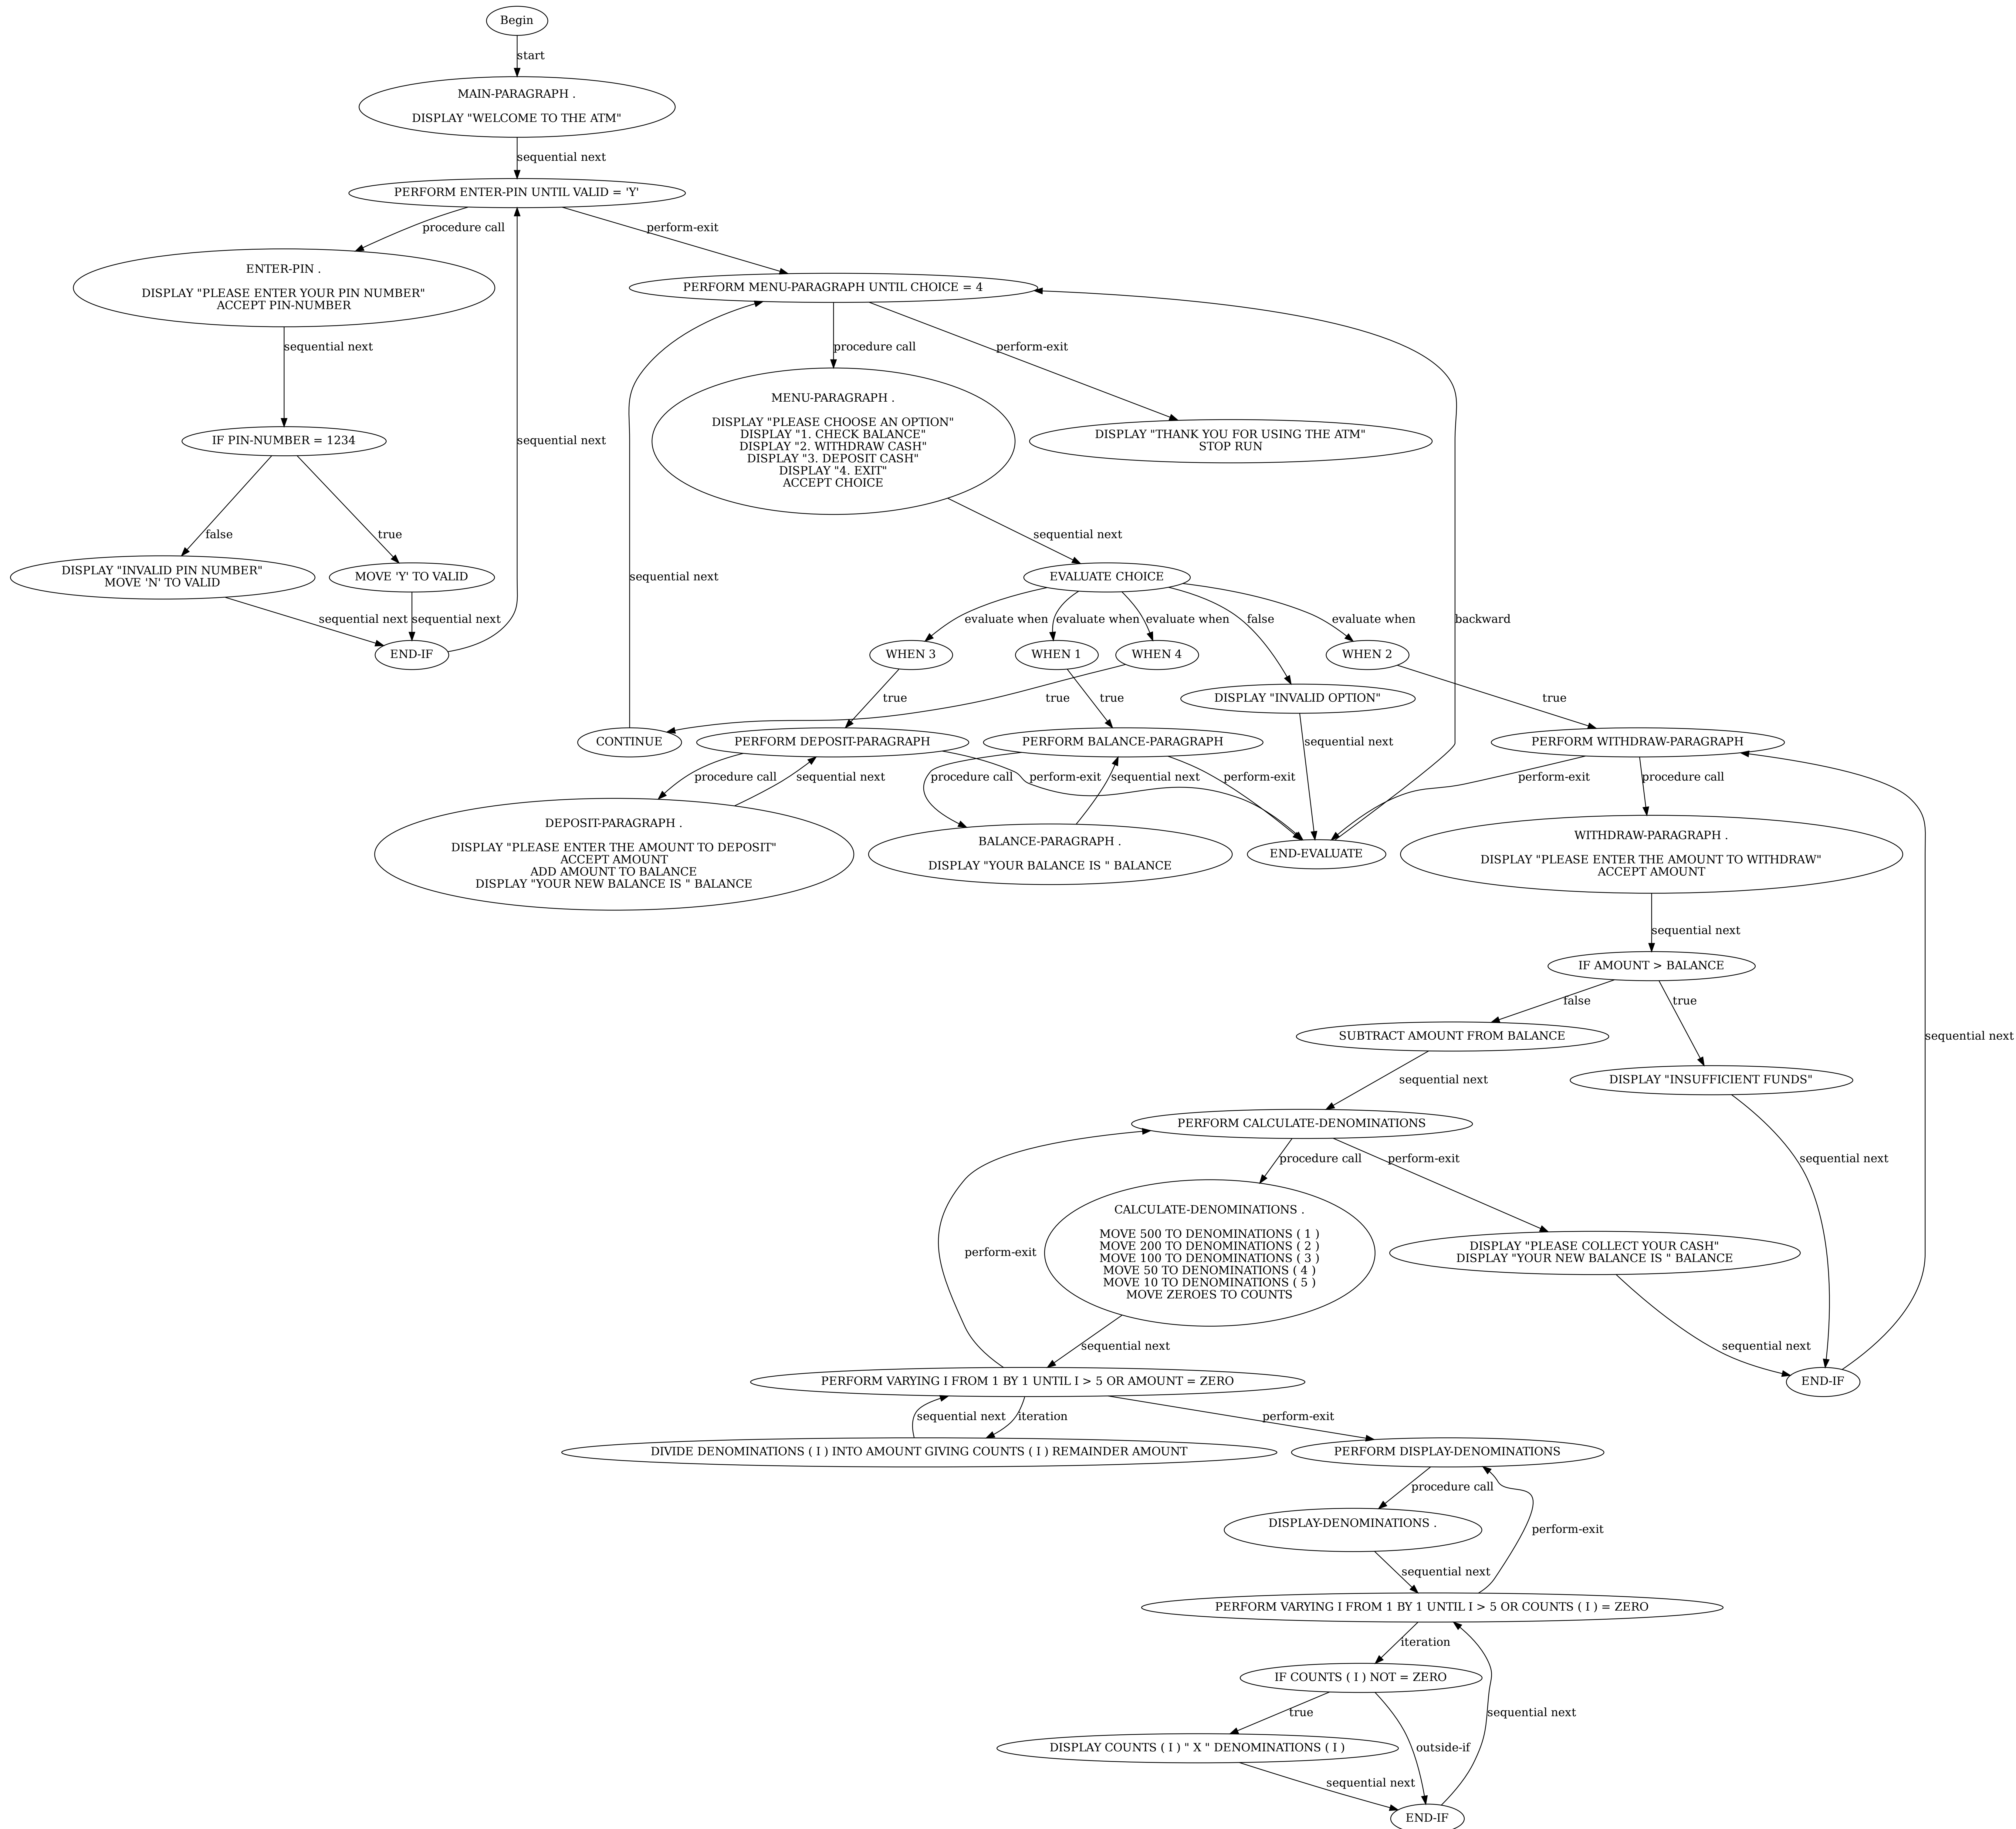 Begin
start
MAIN-PARAGRAPH .
DISPLAY "WELCOME TO THE ATM"
sequential next
PERFORM ENTER-PIN UNTIL VALID = 'Y'
procedure call
perform-exit
ENTER-PIN .
DISPLAY "PLEASE ENTER YOUR PIN NUMBER"
ACCEPT PIN-NUMBER
PERFORM MENU-PARAGRAPH UNTIL CHOICE = 4
sequential next
procedure call
perform-exit
MENU-PARAGRAPH .
DISPLAY "PLEASE CHOOSE AN OPTION"
DISPLAY "1. CHECK BALANCE"
DISPLAY "2. WITHDRAW CASH"
DISPLAY "3. DEPOSIT CASH"
DISPLAY "4. EXIT"
ACCEPT CHOICE
IF PIN-NUMBER = 1234
sequential next
DISPLAY "THANK YOU FOR USING THE ATM"
STOP RUN
false
true
sequential next
DISPLAY "INVALID PIN NUMBER"
MOVE 'N' TO VALID
MOVE 'Y' TO VALID
sequential next
EVALUATE CHOICE
sequential next
sequential next
evaluate when
evaluate when
evaluate when
false
evaluate when
backward
END-IF
WHEN 3
WHEN 1
WHEN 4
WHEN 2
true
true
true
DISPLAY "INVALID OPTION"
true
CONTINUE
PERFORM DEPOSIT-PARAGRAPH
PERFORM BALANCE-PARAGRAPH
sequential next
PERFORM WITHDRAW-PARAGRAPH
procedure call
sequential next
procedure call
perform-exit
sequential next
perform-exit
perform-exit
procedure call
DEPOSIT-PARAGRAPH .
DISPLAY "PLEASE ENTER THE AMOUNT TO DEPOSIT"
ACCEPT AMOUNT
ADD AMOUNT TO BALANCE
DISPLAY "YOUR NEW BALANCE IS " BALANCE
BALANCE-PARAGRAPH .
DISPLAY "YOUR BALANCE IS " BALANCE
END-EVALUATE
WITHDRAW-PARAGRAPH .
DISPLAY "PLEASE ENTER THE AMOUNT TO WITHDRAW"
ACCEPT AMOUNT
sequential next
IF AMOUNT > BALANCE
false
true
SUBTRACT AMOUNT FROM BALANCE
sequential next
sequential next
DISPLAY "INSUFFICIENT FUNDS"
PERFORM CALCULATE-DENOMINATIONS
procedure call
perform-exit
sequential next
CALCULATE-DENOMINATIONS .
MOVE 500 TO DENOMINATIONS ( 1 )
MOVE 200 TO DENOMINATIONS ( 2 )
MOVE 100 TO DENOMINATIONS ( 3 )
MOVE 50 TO DENOMINATIONS ( 4 )
MOVE 10 TO DENOMINATIONS ( 5 )
MOVE ZEROES TO COUNTS
perform-exit
DISPLAY "PLEASE COLLECT YOUR CASH"
DISPLAY "YOUR NEW BALANCE IS " BALANCE
sequential next
sequential next
PERFORM VARYING I FROM 1 BY 1 UNTIL I > 5 OR AMOUNT = ZERO
END-IF
sequential next
iteration
perform-exit
DIVIDE DENOMINATIONS ( I ) INTO AMOUNT GIVING COUNTS ( I ) REMAINDER AMOUNT
PERFORM DISPLAY-DENOMINATIONS
procedure call
DISPLAY-DENOMINATIONS .
perform-exit
sequential next
PERFORM VARYING I FROM 1 BY 1 UNTIL I > 5 OR COUNTS ( I ) = ZERO
iteration
IF COUNTS ( I ) NOT = ZERO
true
sequential next
DISPLAY COUNTS ( I ) " X " DENOMINATIONS ( I )
outside-if
sequential next
END-IF